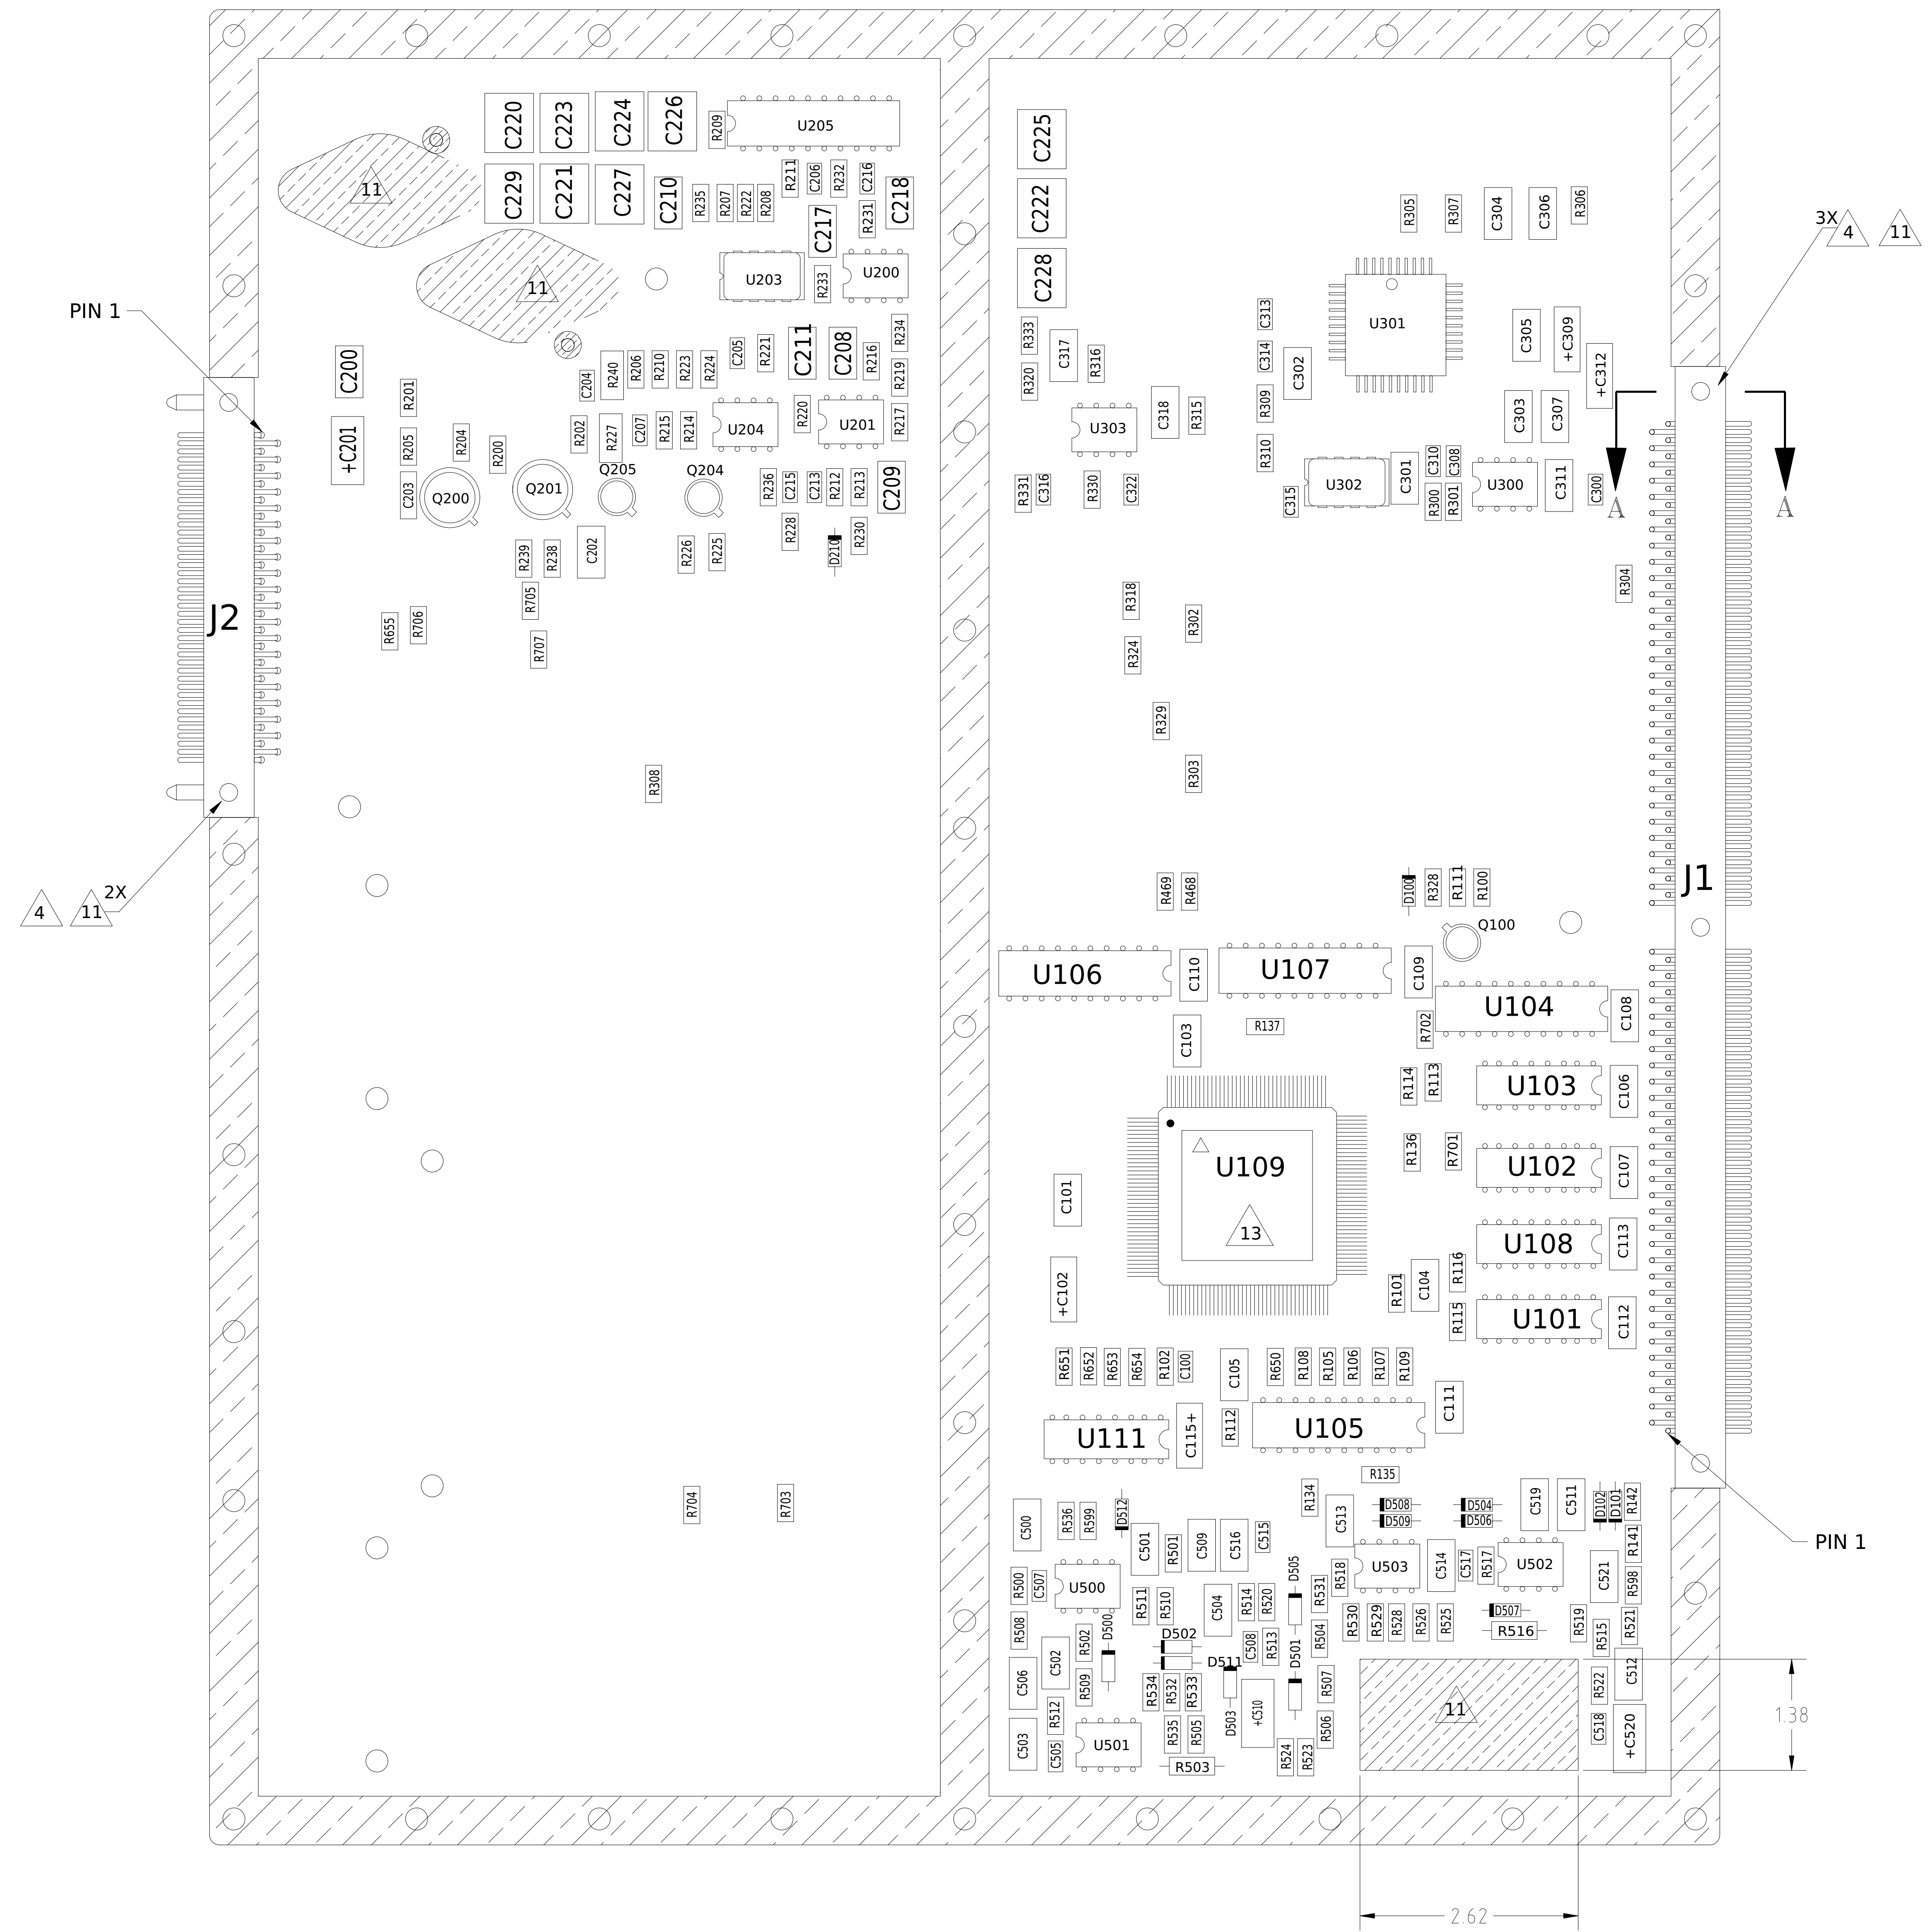 C220 C223 C224 C226 R209 U205 C225
C229 C221 C227 C210 R235 R207 R222 R208 R211 C206 R232 C216 C218 C222
11
C217 R231
R305 R307 C304 C306 R306
3X 4 11
11
U203 R233 U200 C228
PIN 1
R333 C317 R316 R320
C313 C314 C302 R309 R310
U301
C305 +C309 +C312 C303 C307
C200 R201
+C201 R205 R204 R200 C203
C204 R240 R206 R210 R223 R224 C205 R221 C211 C208 R216 R234 R219
R202 R227 C207 R215 R214 U204 R220 U201 R217
U303 C318 R315
Q200 Q201 Q205 Q204
R236 C215 C213 R212 R213 C209
R331 C316 R330 C322
C315 U302 C301 C310 C308 R300 R301 U300 C311 C300
A A
R239 R238 C202 R226 R225 R228 D210 R230
R304
J2
R655 R706 R705 R707
R318 R302 R324
R329
R308
R303
2X
4 11
R469 R468
D100 R328 R111 R100
J1
Q100
U106 C110 U107 C109
U104 C108
C103 R137 R702
R114 R113 U103 C106
R136 R701 U102 C107
U109
13
C101
+C102
U108 C113
R101 C104 R116 R115
U101 C112
R651 R652 R653 R654 R102 C100 C105 R650 R108 R105 R106 R107 R109
U111 C115+ R112 U105 C111
R135
R704 R703
C500 R536 R599 D512 C501 R501 C509 C516 C515
R134 C513 D508 D509 D504 D506 C519 C511 D102 D101 R142
R141
PIN 1
R500 C507 U500 R511 R510 C504 R514 R520 D505 R531 R518 U503 C514 C517 R517 U502 C521 R598
R508 R502 D500 D502 D511 C508 R513 D501 R504 R530 R529 R528 R526 R525 D507 R516 R519 R515 R521
C506 C502 R509 R534 R532 R533 D503 +C510 R507 R506
11
R522 C512
1.38
C503 R512 C505 U501 R535 R505 R503 R524 R523
C518 +C520
2.62